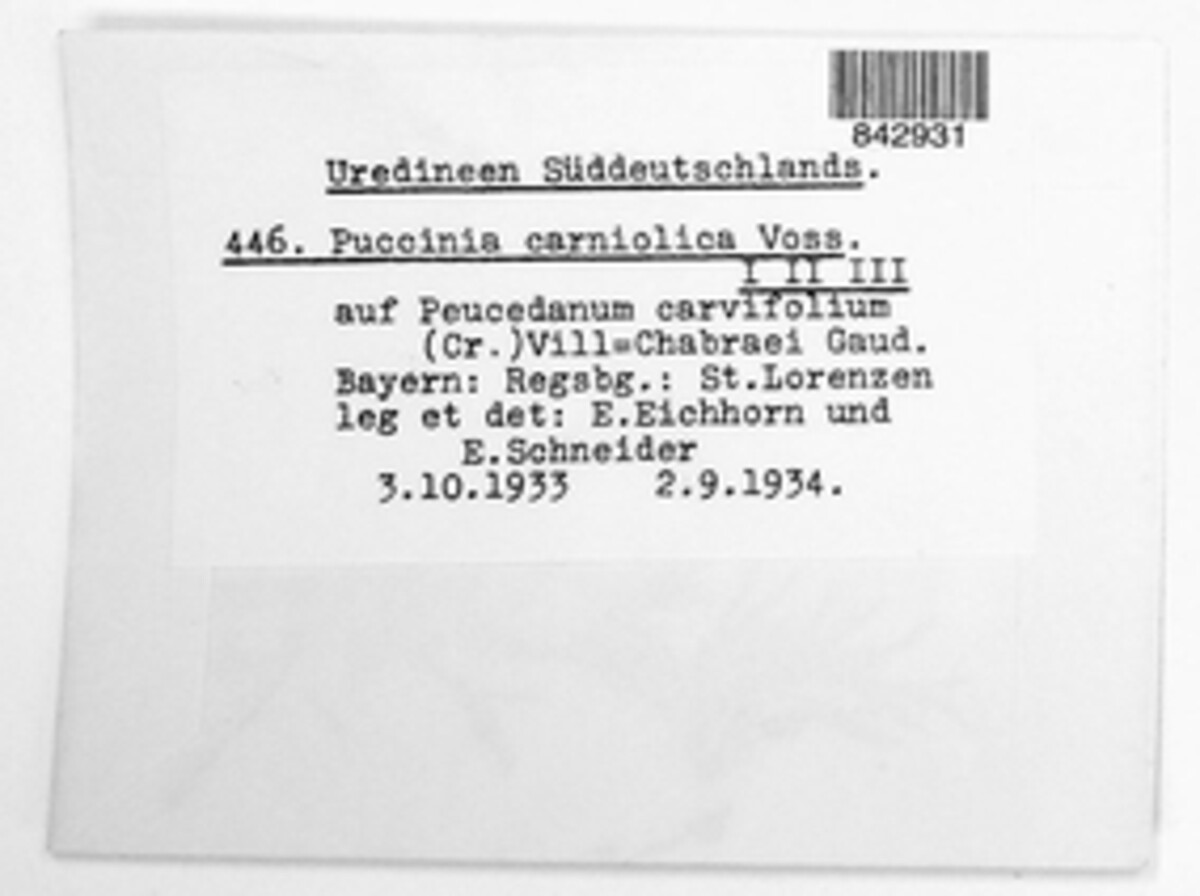 842931
Uredineen Süddeutschlands.
446. Puccinia carniolica Voss.
I II III
auf Peucedanum carvifolium
(Cr.)Vill=Chabraei Gaud.
Bayern: Regsbg.: St.Lorenzen
leg et det: E.Eichhorn und
E.Schneider
3.10.1933 2.9.1934.